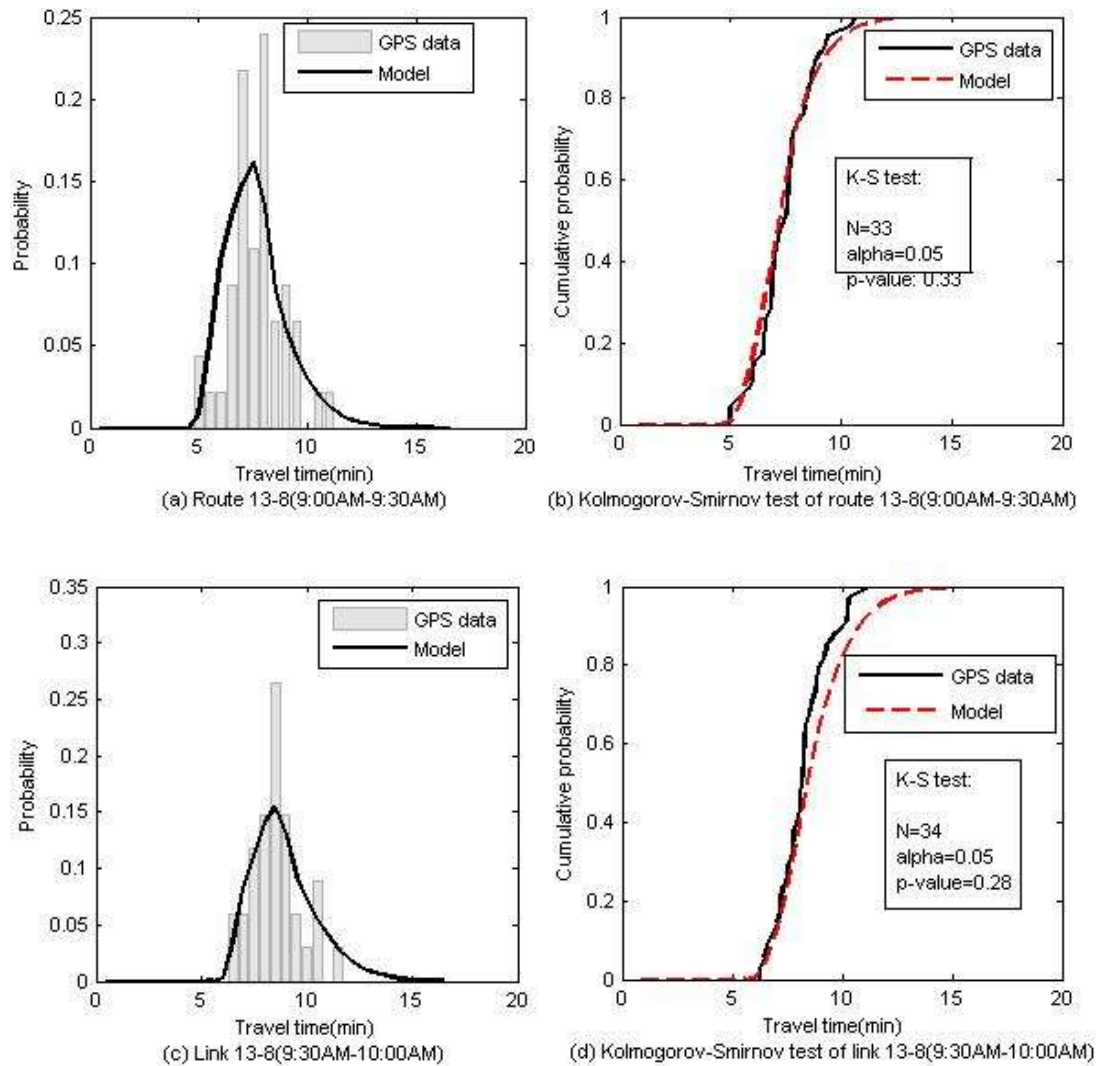 0.25
0.2
0.15
0.1
0.05
0
0 5 10 15 20
Probability
GPS data
Model
Travel time(min)
(a) Route 13-8(9:00AM-9:30AM)
1
0.8
0.6
0.4
0.2
0
0 5 10 15 20
Cumulative probability
GPS data
Model
K-S test:
N=33
alpha=0.05
p-value: 0.33
Travel time(min)
(b) Kolmogorov-Smirnov test of route 13-8(9:00AM-9:30AM)
0.35
0.3
0.25
0.2
0.15
0.1
0.05
0
0 5 10 15 20
Probability
GPS data
Model
Travel time(min)
(c) Link 13-8(9:30AM-10:00AM)
1
0.8
0.6
0.4
0.2
0
0 5 10 15 20
Cumulative probability
GPS data
Model
K-S test:
N=34
alpha=0.05
p-value=0.28
Travel time(min)
(d) Kolmogorov-Smirnov test of link 13-8(9:30AM-10:00AM)